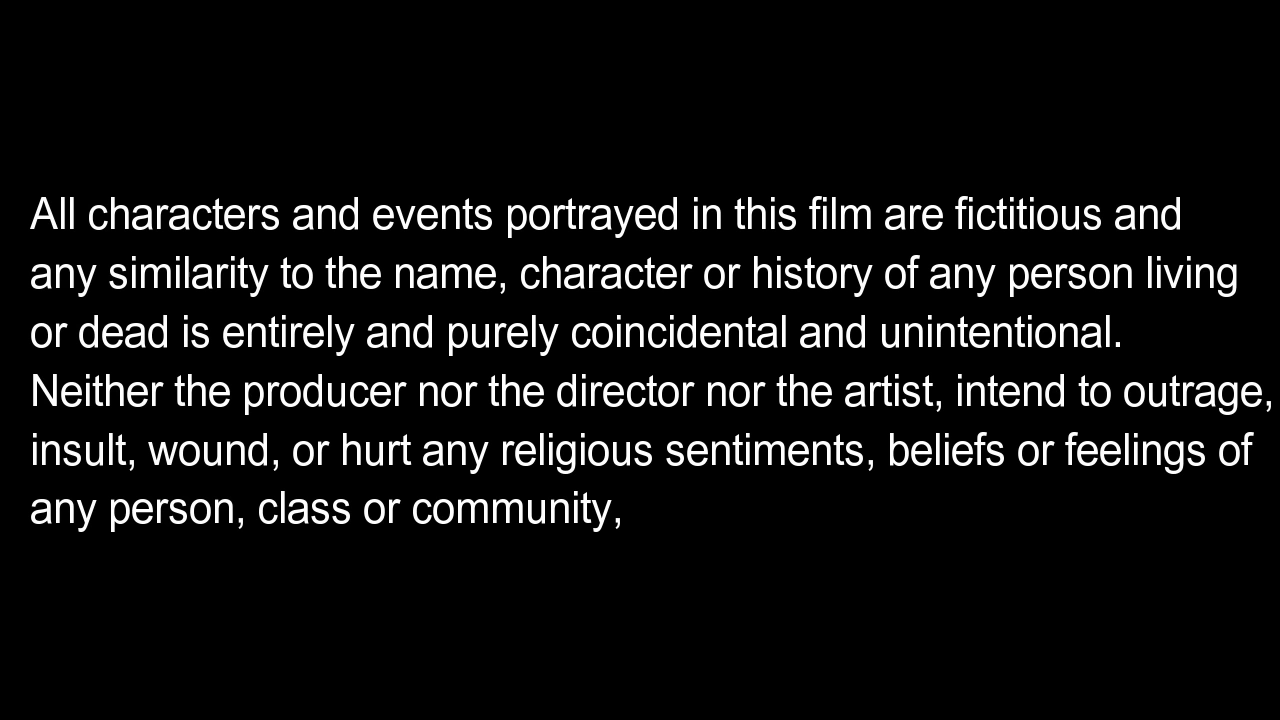 All characters and events portrayed in this film are fictitious and
any similarity to the name, character or history of any person living
or dead is entirely and purely coincidental and unintentional.
Neither the producer nor the director nor the artist, intend to outrage,
insult, wound, or hurt any religious sentiments, beliefs or feelings of
any person, class or community,